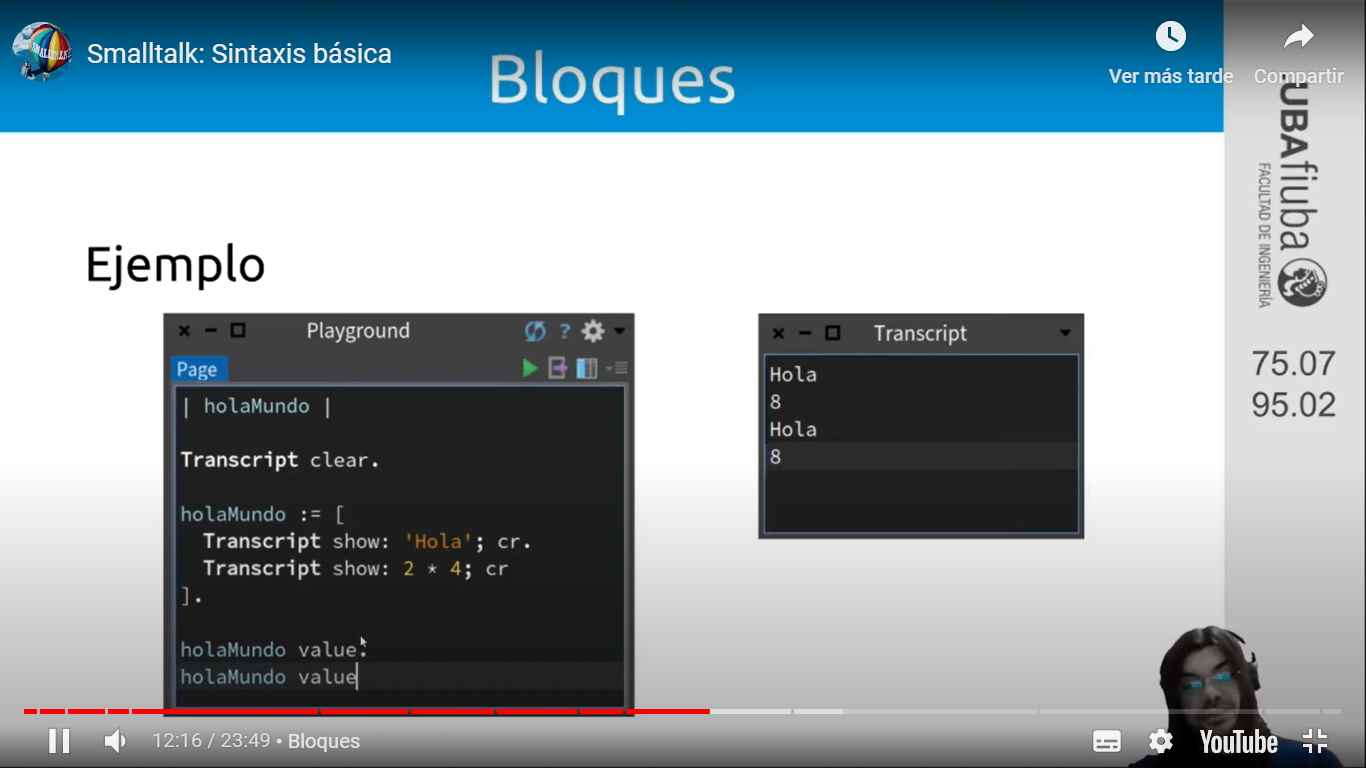 Smalltalk: Sintaxis básica
Bloques
Ver más tarde
Compartir
UBAfiuba
FACULTAD DE INGENIERÍA
75.07
95.02
Ejemplo
Playground
?
Page
| holaMundo |
Transcript clear.
holaMundo := [
Transcript show: 'Hola'; cr.
Transcript show: 2 * 4; cr
].
holaMundo value.
holaMundo value
Transcript
Hola
8
Hola
8
12:16 / 23:49 • Bloques
YouTube